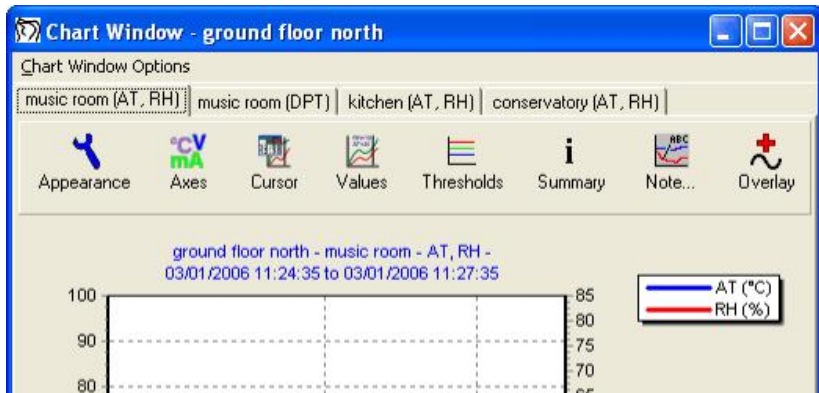 Chart Window - ground floor north
Chart Window Options
music room (AT, RH) music room (DPT) kitchen (AT, RH) conservatory (AT, RH)
°CV
mA
ABC
Appearance Axes Cursor Values Thresholds Summary Note... Overlay
ground floor north - music room - AT, RH -
03/01/2006 11:24:35 to 03/01/2006 11:27:35
AT (°C)
RH (%)
100 85
80
90 75
70
80
65